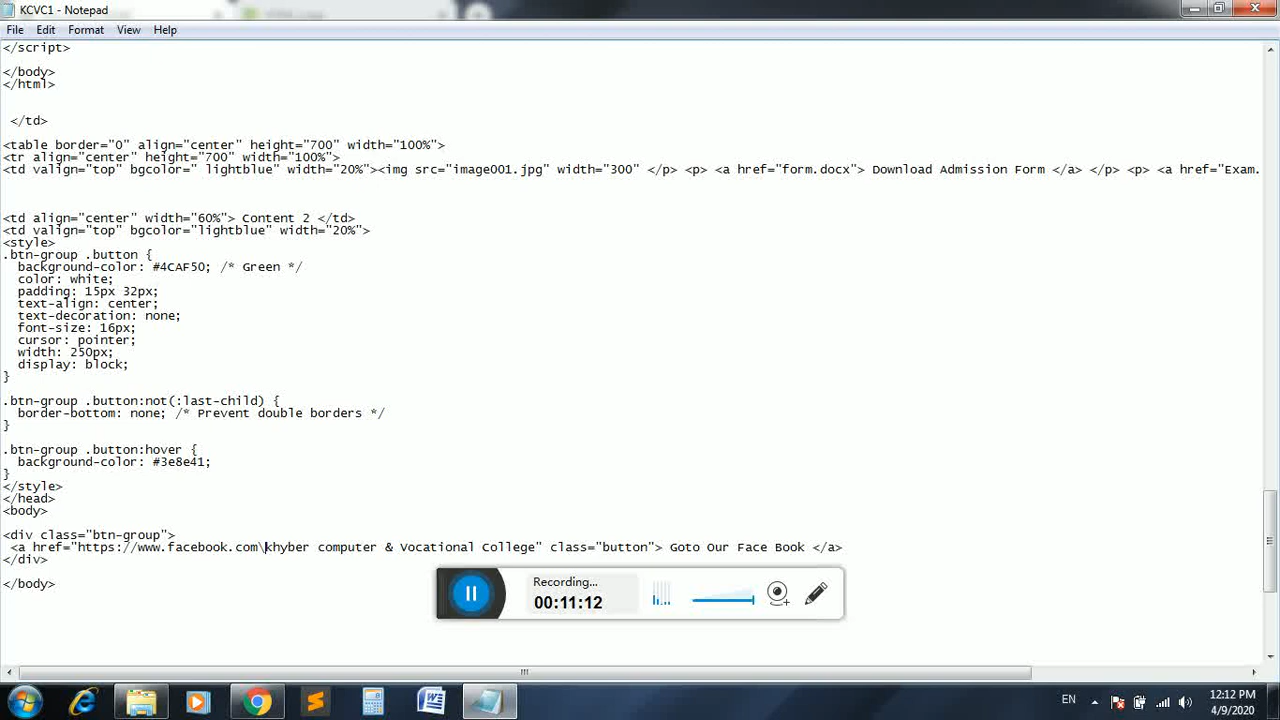 KCVC1 - Notepad
File Edit Format View Help
</script>
</body>
</html>
</td>
<table border="0" align="center" height="700" width="100%">
<tr align="center" height="700" width="100%">
<td valign="top" bgcolor=" lightblue" width="20%"><img src="image001.jpg" width="300" </p> <p> <a href="form.docx"> Download Admission Form </a> </p> <p> <a href="Exam.
<td align="center" width="60%"> Content 2 </td>
<td valign="top" bgcolor="lightblue" width="20%">
<style>
.btn-group .button {
background-color: #4CAF50; /* Green */
color: white;
padding: 15px 32px;
text-align: center;
text-decoration: none;
font-size: 16px;
cursor: pointer;
width: 250px;
display: block;
}
.btn-group .button:not(:last-child) {
border-bottom: none; /* Prevent double borders */
}
.btn-group .button:hover {
background-color: #3e8e41;
}
</style>
</head>
<body>
<div class="btn-group">
<a href="https://www.facebook.com\khyber computer & Vocational College" class="button"> Goto Our Face Book </a>
</div>
</body>
Recording...
00:11:12
EN
12:12 PM
4/9/2020